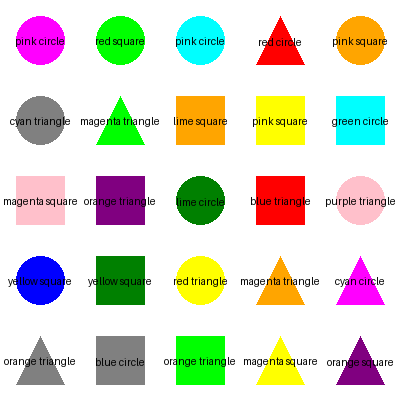 pink circle red square pink circle red circle pink square
cyan triangle magenta triangle lime square pink square green circle
magenta square orange triangle lime circle blue triangle purple triangle
yellow square yellow square red triangle magenta triangle cyan circle
orange triangle blue circle orange triangle magenta square orange square